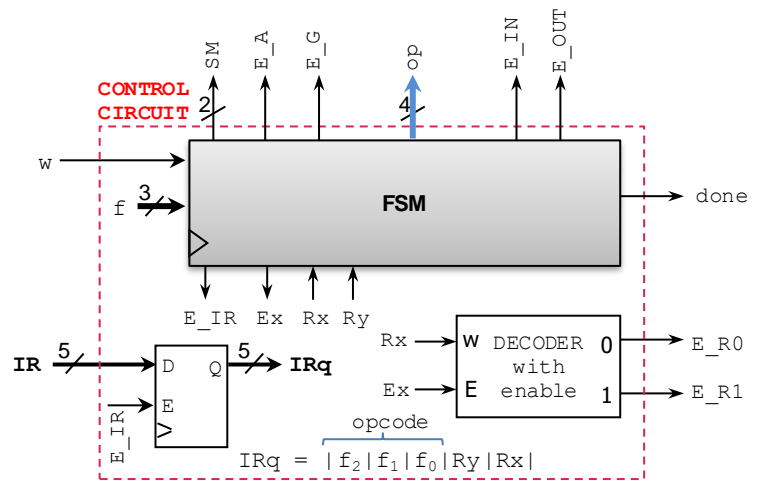 SM E_A E_G op E_IN E_OUT
CONTROL
CIRCUIT
2 4
w
f 3
FSM
done
E_IR Ex Rx Ry
IR 5 D Q 5 IRq
E
E_IR
Rx w DECODER 0 E_R0
with
Ex E enable 1 E_R1
opcode
IRq = |f₂|f₁|f₀|Ry|Rx|